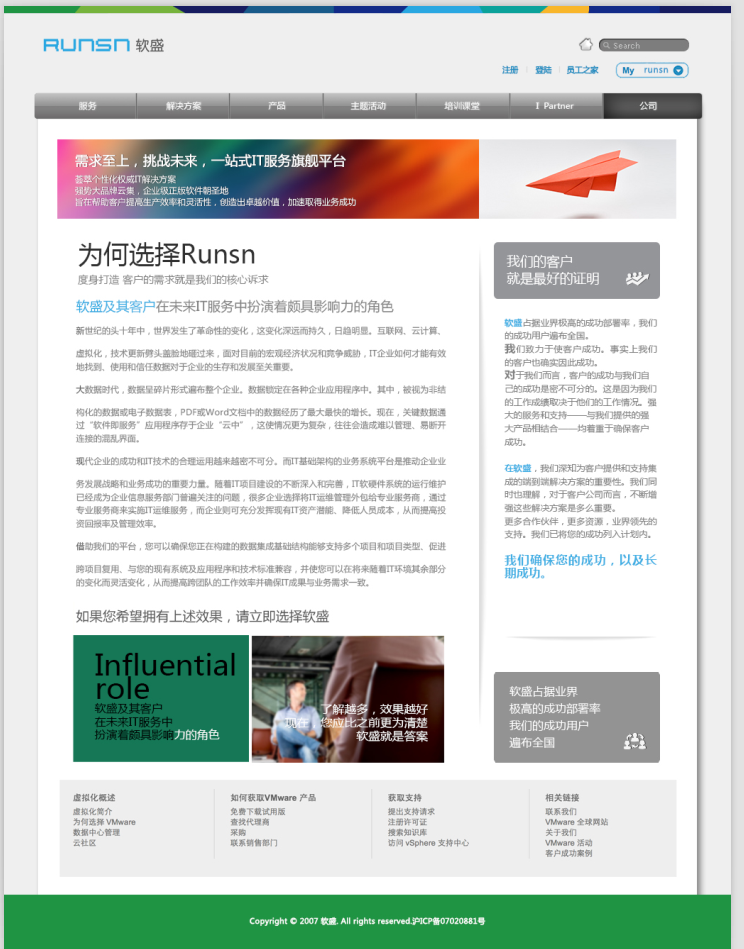 RUNSN 软盛
Search
注册 登陆 员工之家 My runsn
服务 解决方案 产品 主题活动 培训课堂 I Partner 公司
需求至上，挑战未来，一站式IT服务旗舰平台
荟萃个性化权威IT解决方案
强势大品牌云集，企业级正版软件朝圣地
旨在帮助客户提高生产效率和灵活性，创造出卓越价值，加速取得业务成功
为何选择Runsn
度身打造 客户的需求就是我们的核心诉求
软盛及其客户在未来IT服务中扮演着颇具影响力的角色
新世纪的头十年中，世界发生了革命性的变化，这变化深远而持久，日趋明显。互联网、云计算、
虚拟化，技术更新劈头盖脸地砸过来，面对目前的宏观经济状况和竞争威胁，IT企业如何才能有效
地找到、使用和信任数据对于企业的生存和发展至关重要。
大数据时代，数据呈碎片形式遍布整个企业。数据锁定在各种企业应用程序中。其中，被视为非结
构化的数据或电子数据表，PDF或Word文档中的数据经历了最大最快的增长。现在，关键数据通
过“软件即服务”应用程序存于企业“云中”，这使情况更为复杂，往往会造成难以管理、易断开
连接的混乱界面。
现代企业的成功和IT技术的合理运用越来越密不可分。而IT基础架构的业务系统平台是推动企业业
务发展战略和业务成功的重要力量。随着IT项目建设的不断深入和完善，IT软硬件系统的运行维护
已经成为企业信息服务部门普遍关注的问题，很多企业选择将IT运维管理外包给专业服务商，通过
专业服务商来实施IT运维服务，而企业则可充分发挥现有IT资产潜能、降低人员成本，从而提高投
资回报率及管理效率。
借助我们的平台，您可以确保您正在构建的数据集成基础结构能够支持多个项目和项目类型、促进
跨项目复用、与您的现有系统及应用程序和技术标准兼容，并使您可以在将来随着IT环境其余部分
的变化而灵活变化，从而提高跨团队的工作效率并确保IT成果与业务需求一致。
如果您希望拥有上述效果，请立即选择软盛
Influential
role
软盛及其客户
在未来IT服务中
扮演着颇具影响力的角色
了解越多，效果越好
现在，您应比之前更为清楚
软盛就是答案
我们的客户
就是最好的证明
软盛占据业界极高的成功部署率，我们
的成功用户遍布全国。
我们致力于使客户成功。事实上我们
的客户也确实因此成功。
对于我们而言，客户的成功与我们自
己的成功是密不可分的。这是因为我们
的工作成绩取决于他们的工作情况。强
大的服务和支持——与我们提供的强
大产品相结合——均着重于确保客户
成功。
在软盛，我们深知为客户提供和支持集
成的端到端解决方案的重要性。我们同
时也理解，对于客户公司而言，不断增
强这些解决方案是多么重要。
更多合作伙伴，更多资源，业界领先的
支持。我们已将您的成功列入计划内。
我们确保您的成功，以及长
期成功。
软盛占据业界
极高的成功部署率
我们的成功用户
遍布全国
虚拟化概述
虚拟化简介
为何选择 VMware
数据中心管理
云社区
如何获取VMware 产品
免费下载试用版
查找代理商
采购
联系销售部门
获取支持
提出支持请求
注册许可证
搜索知识库
访问 vSphere 支持中心
相关链接
联系我们
VMware 全球网站
关于我们
VMware 活动
客户成功案例
Copyright © 2007 软盛. All rights reserved.沪ICP备07020881号